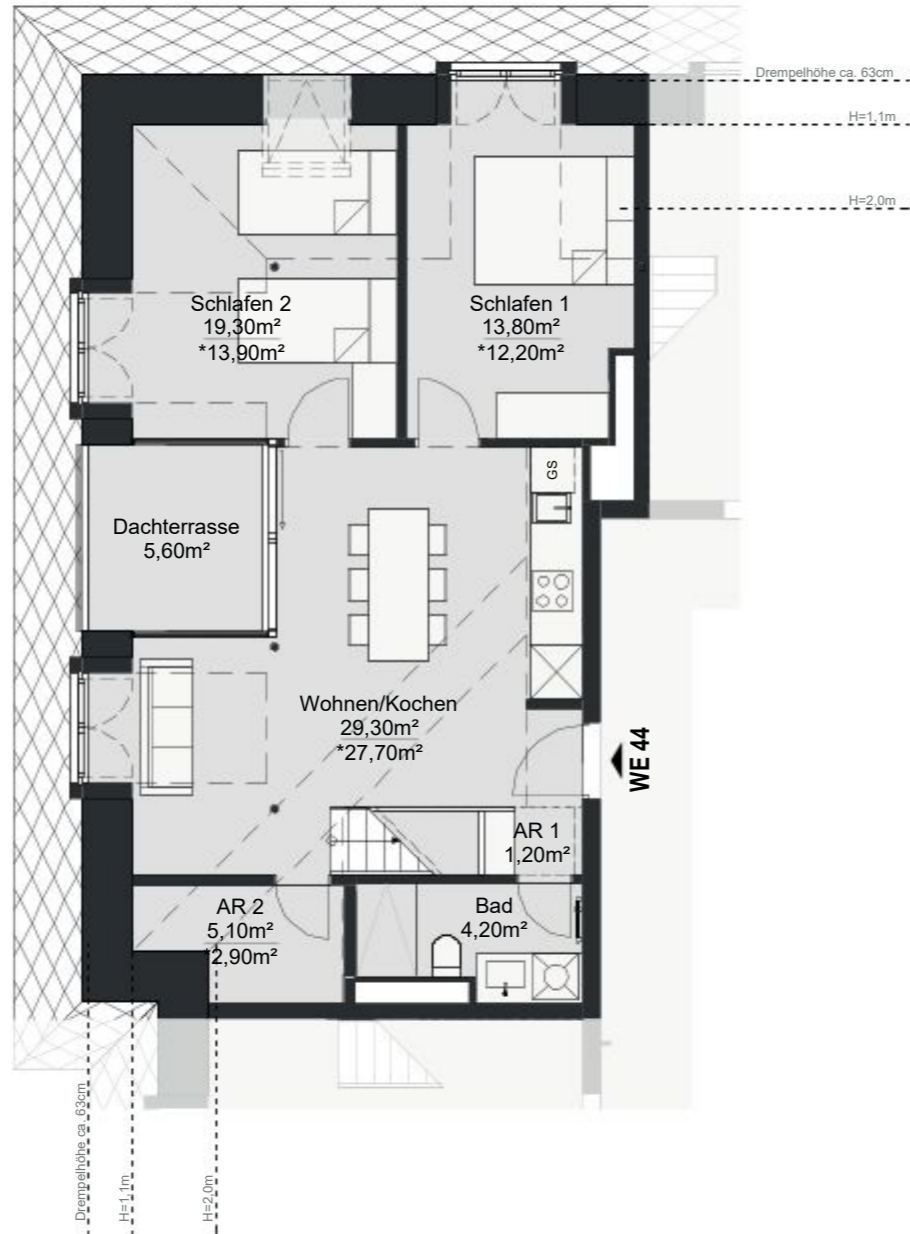 Drempelhöhe ca. 63cm
H=1,1m
H=2,0m
Schlafen 2
19,30m²
*13,90m²
Schlafen 1
13,80m²
*12,20m²
GS
Dachterrasse
5,60m²
Wohnen/Kochen
29,30m²
*27,70m²
WE 44
AR 1
1,20m²
AR 2
5,10m²
*2,90m²
Bad
4,20m²
Drempelhöhe ca. 63cm
H=1,1m
H=2,0m